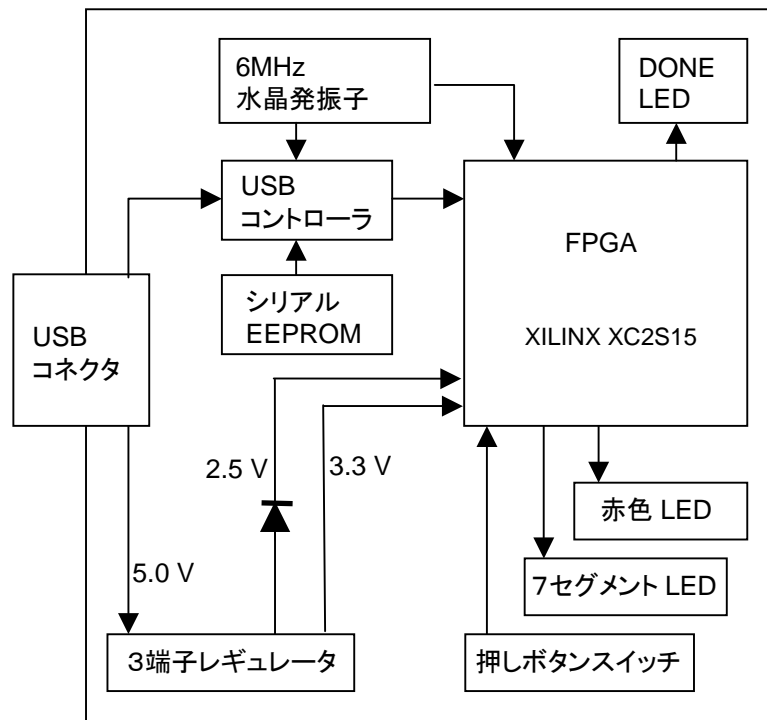 6MHz
水晶発振子
DONE
LED
USB
コントローラ
FPGA
XILINX XC2S15
シリアル
EEPROM
USB
コネクタ
2.5 V
3.3 V
5.0 V
赤色 LED
７セグメント LED
３端子レギュレータ
押しボタンスイッチ